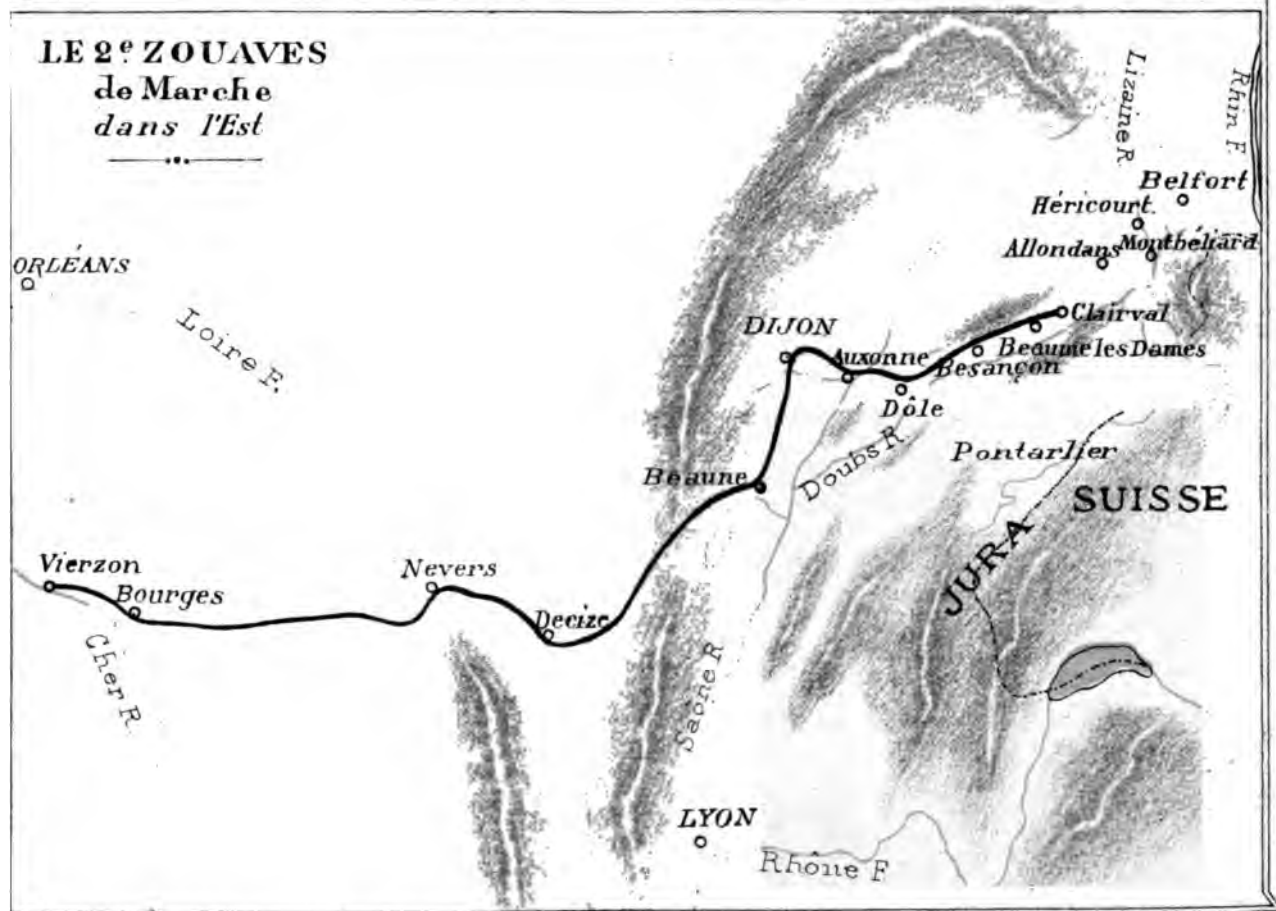 LE 2e ZOUAVES
de Marche
dans l'Est
Lizaine R.
Rhin F.
Belfort
Héricourt.
Montbéliard
Allondans
ORLÉANS
Loire F.
Clairval
DIJON
Auxonne
Beaume les Dames
Besançon
Dôle
Doubs R.
Pontarlier
Beaune
SUISSE
JURA
Vierzon
Nevers
Bourges
Decize
Cher R.
Saône R.
LYON
Rhône F